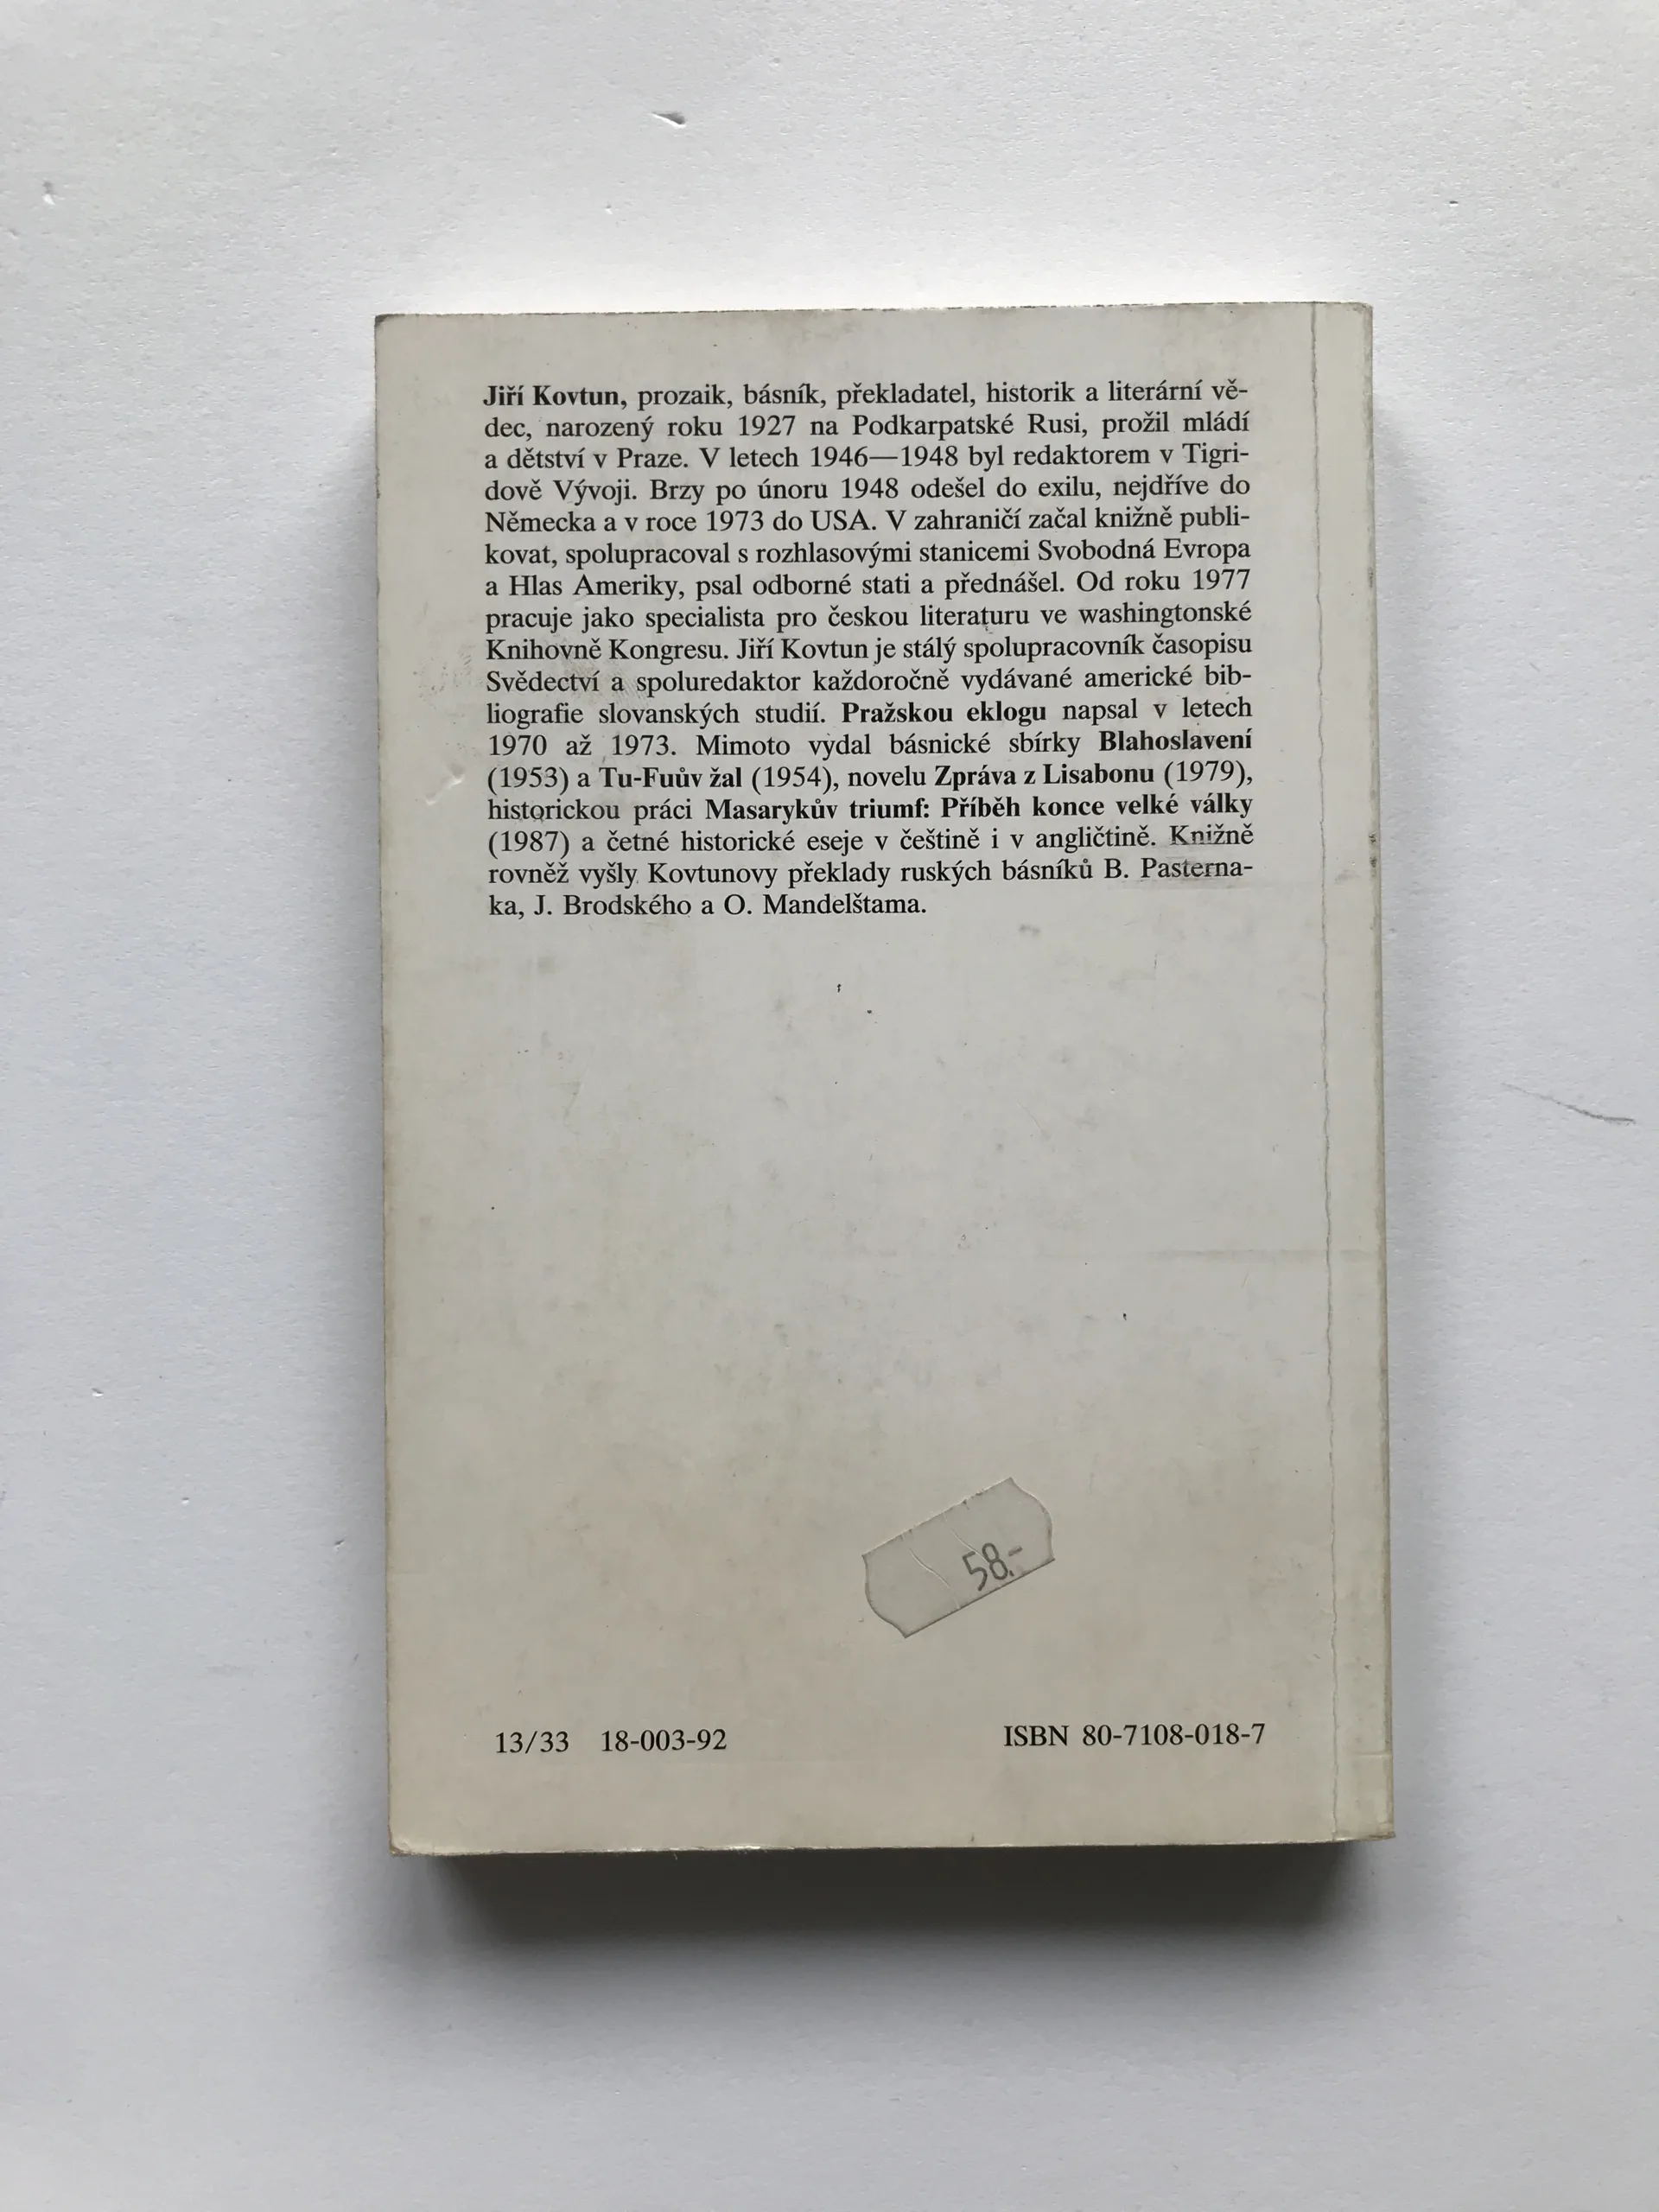 Jiří Kovtun, prozaik, básník, překladatel, historik a literární vě-
dec, narozený roku 1927 na Podkarpatské Rusi, prožil mládí
a dětství v Praze. V letech 1946—1948 byl redaktorem v Tigri-
dově Vývoji. Brzy po únoru 1948 odešel do exilu, nejdříve do
Německa a v roce 1973 do USA. V zahraničí začal knižně publi-
kovat, spolupracoval s rozhlasovými stanicemi Svobodná Evropa
a Hlas Ameriky, psal odborné stati a přednášel. Od roku 1977
pracuje jako specialista pro českou literaturu ve washingtonské
Knihovně Kongresu. Jiří Kovtun je stálý spolupracovník časopisu
Svědectví a spoluredaktor každoročně vydávané americké bib-
liografie slovanských studií. Pražskou eklogu napsal v letech
1970 až 1973. Mimoto vydal básnické sbírky Blahoslavení
(1953) a Tu-Fuův žal (1954), novelu Zpráva z Lisabonu (1979),
historickou práci Masarykův triumf: Příběh konce velké války
(1987) a četné historické eseje v češtině i v angličtině. Knižně
rovněž vyšly Kovtunovy překlady ruských básníků B. Pasterna-
ka, J. Brodského a O. Mandelštama.
58.-
13/33 18-003-92
ISBN 80-7108-018-7